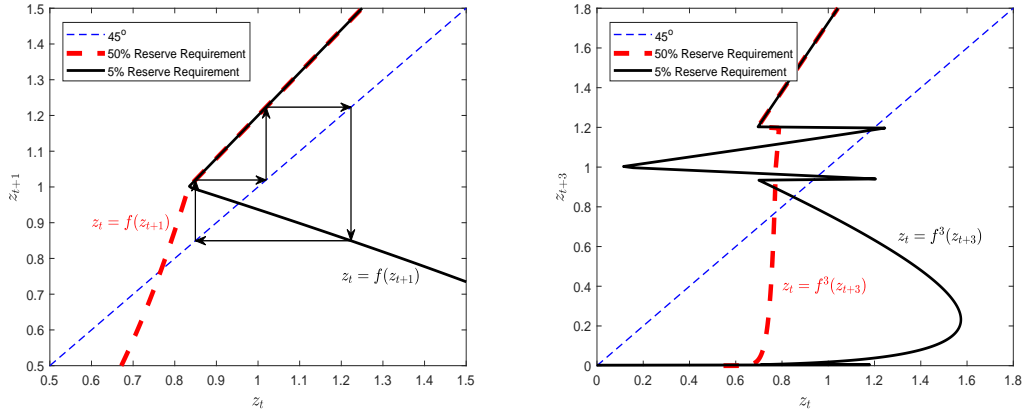 1.5
1.4
1.3
1.2
1.1
1
0.9
0.8
0.7
0.6
0.5
0.5 0.6 0.7 0.8 0.9 1 1.1 1.2 1.3 1.4 1.5
z_{t+1}
z_t
45°
50% Reserve Requirement
5% Reserve Requirement
z_t = f(z_{t+1})
z_t = f(z_{t+1})
1.8
1.6
1.4
1.2
1
0.8
0.6
0.4
0.2
0
0 0.2 0.4 0.6 0.8 1 1.2 1.4 1.6 1.8
z_{t+3}
z_t
45°
50% Reserve Requirement
5% Reserve Requirement
z_t = f^3(z_{t+3})
z_t = f^3(z_{t+3})